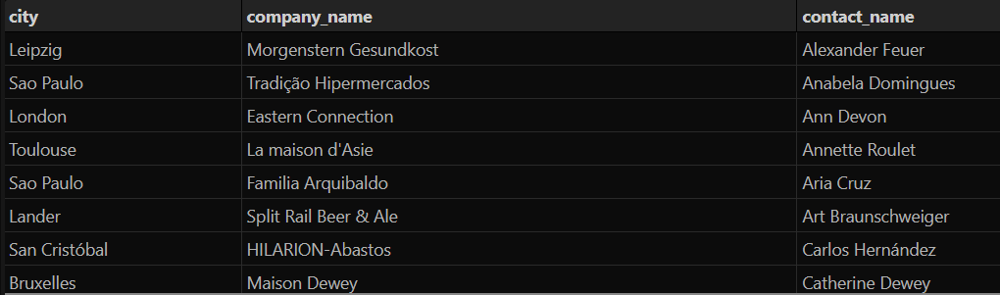 city company_name contact_name
Leipzig Morgenstern Gesundkost Alexander Feuer
Sao Paulo Tradição Hipermercados Anabela Domingues
London Eastern Connection Ann Devon
Toulouse La maison d'Asie Annette Roulet
Sao Paulo Familia Arquibaldo Aria Cruz
Lander Split Rail Beer & Ale Art Braunschweiger
San Cristóbal HILARION-Abastos Carlos Hernández
Bruxelles Maison Dewey Catherine Dewey